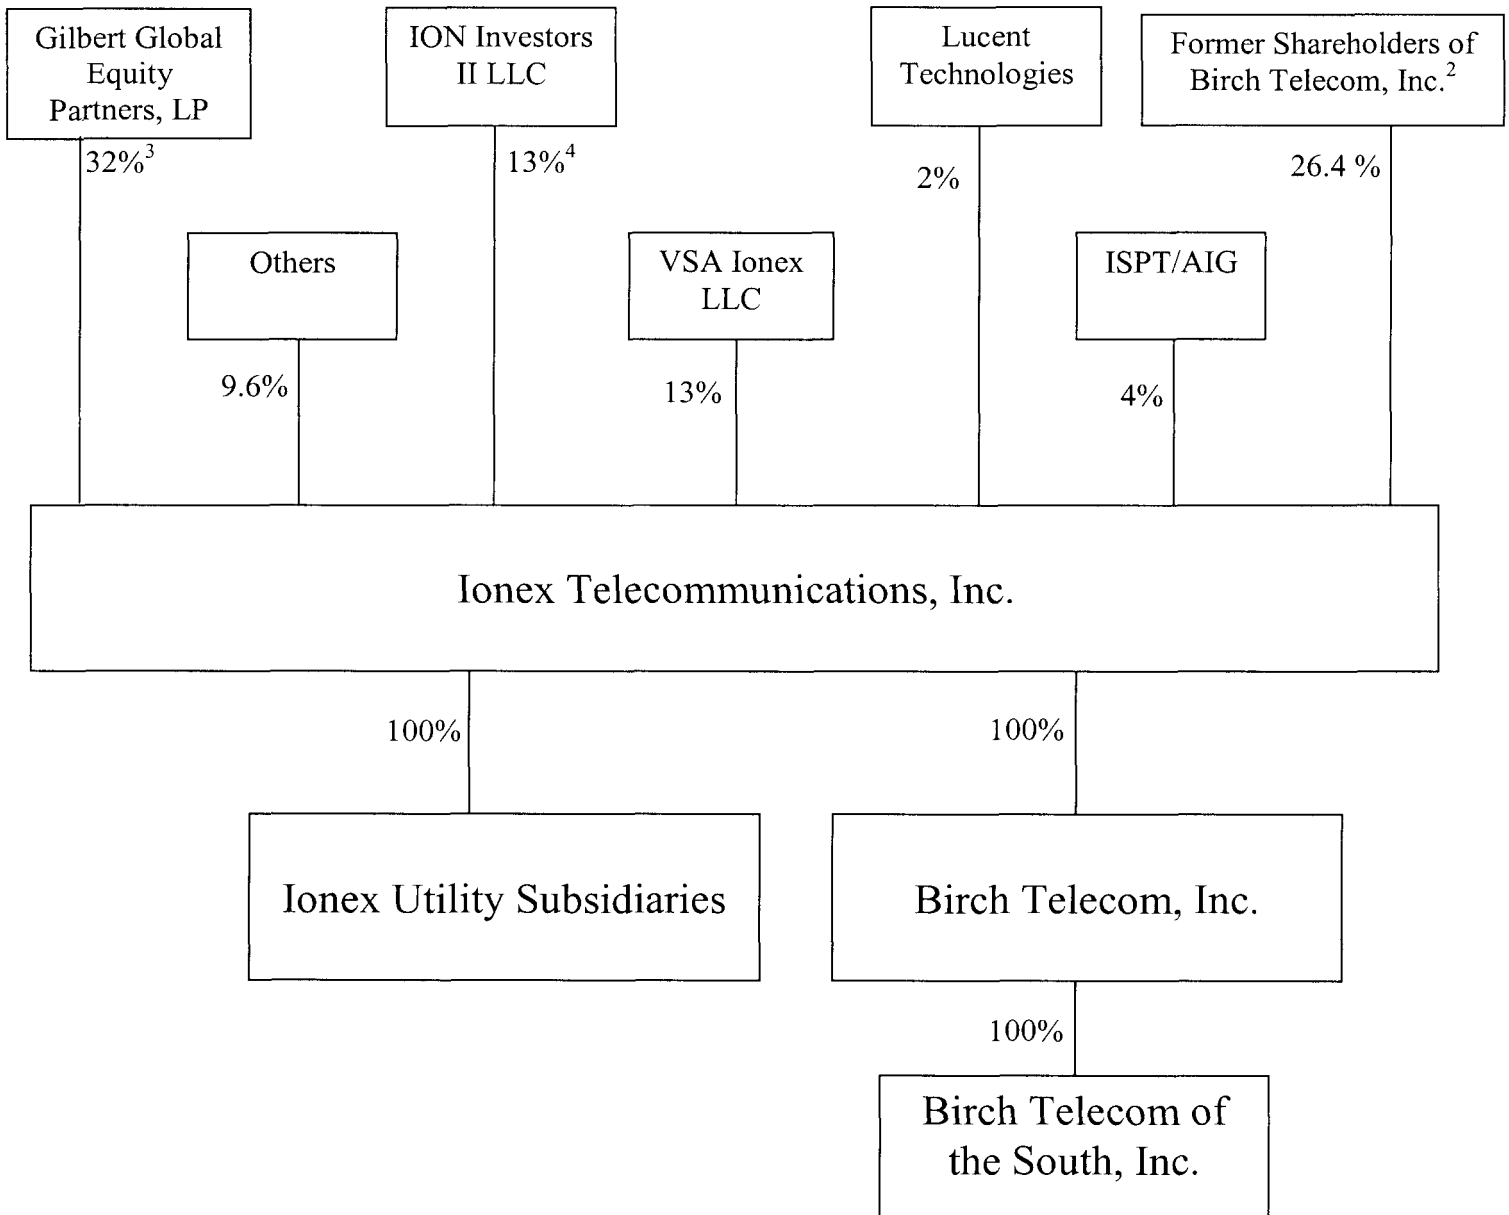 Gilbert Global
Equity
Partners, LP
ION Investors
II LLC
Lucent
Technologies
Former Shareholders of
Birch Telecom, Inc.2
32%3
13%4
2%
26.4 %
Others
VSA Ionex
LLC
ISPT/AIG
9.6%
13%
4%
Ionex Telecommunications, Inc.
100%
100%
Ionex Utility Subsidiaries
Birch Telecom, Inc.
100%
Birch Telecom of
the South, Inc.